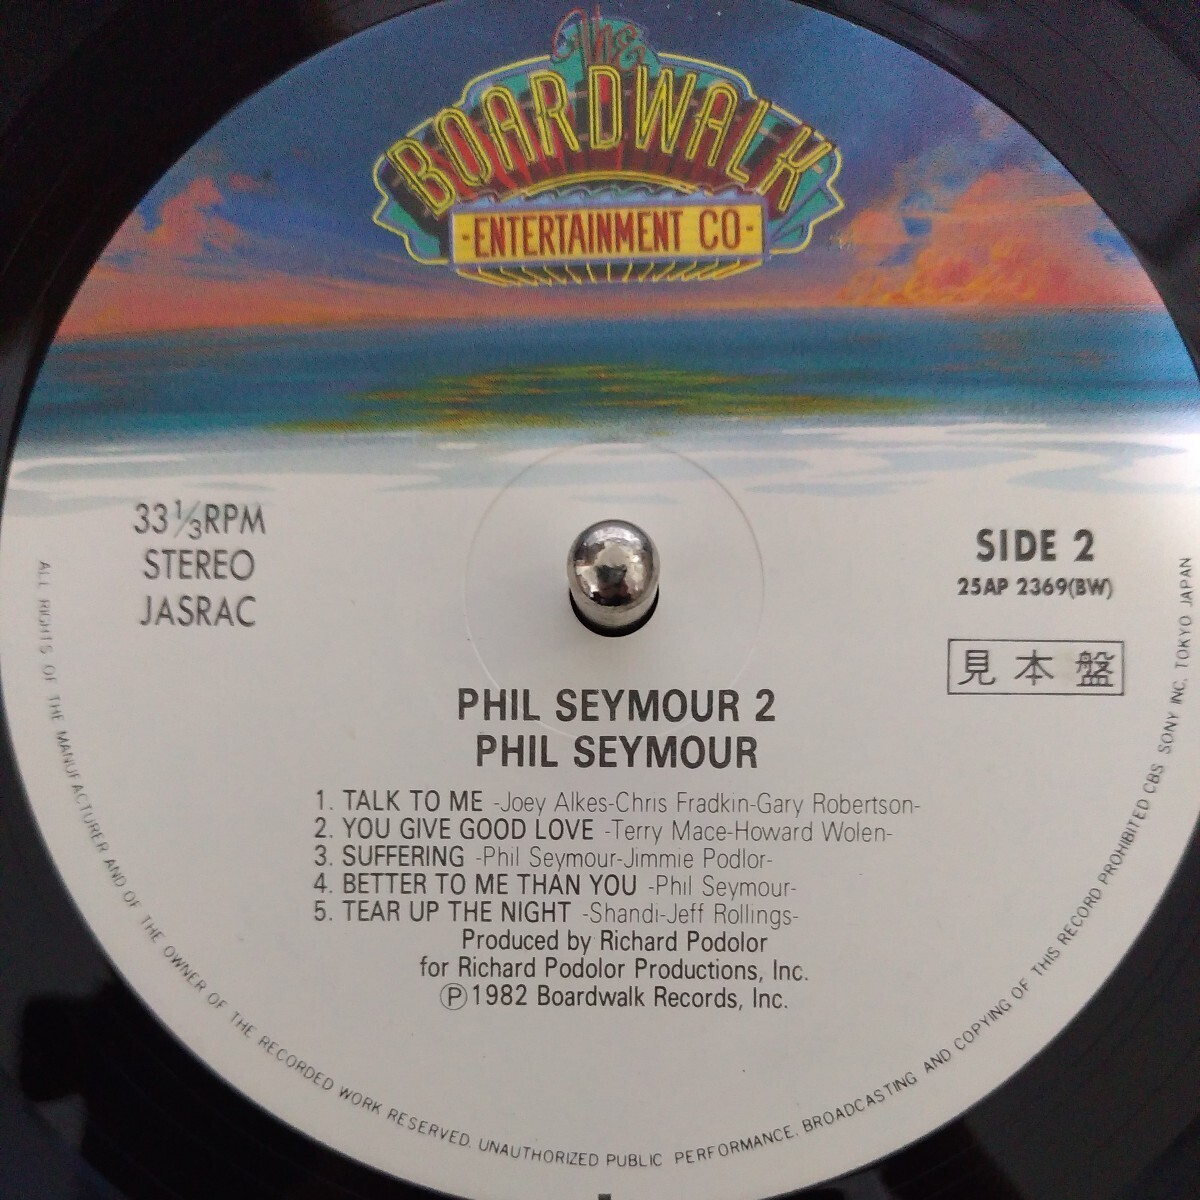 The
BOARDWALK
-ENTERTAINMENT CO-
33⅓RPM
STEREO
JASRAC
SIDE 2
25AP 2369(BW)
見本盤
PHIL SEYMOUR 2
PHIL SEYMOUR
1. TALK TO ME -Joey Alkes-Chris Fradkin-Gary Robertson-
2. YOU GIVE GOOD LOVE -Terry Mace-Howard Wolen-
3. SUFFERING -Phil Seymour-Jimmie Podlor-
4. BETTER TO ME THAN YOU -Phil Seymour-
5. TEAR UP THE NIGHT -Shandi-Jeff Rollings-
Produced by Richard Podolor
for Richard Podolor Productions, Inc.
Ⓟ1982 Boardwalk Records, Inc.
ALL RIGHTS OF THE MANUFACTURER AND OF THE OWNER OF THE RECORDED WORK RESERVED. UNAUTHORIZED PUBLIC PERFORMANCE. BROADCASTING AND COPYING OF THIS RECORD PROHIBITED CBS SONY INC. TOKYO JAPAN